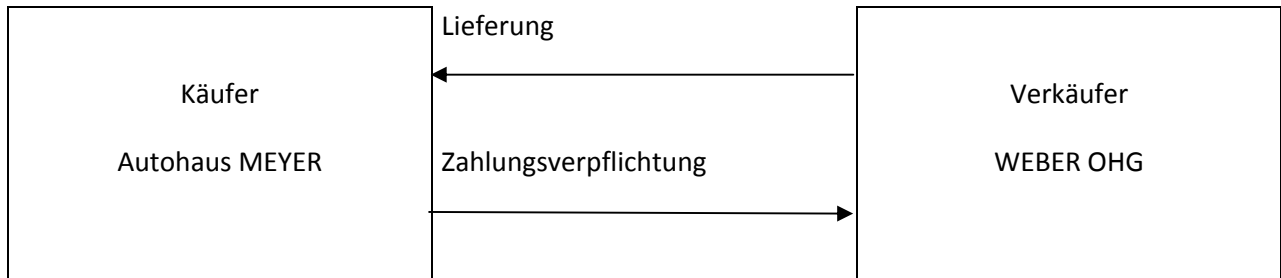 Lieferung
Käufer
Autohaus MEYER
Zahlungsverpflichtung
Verkäufer
WEBER OHG